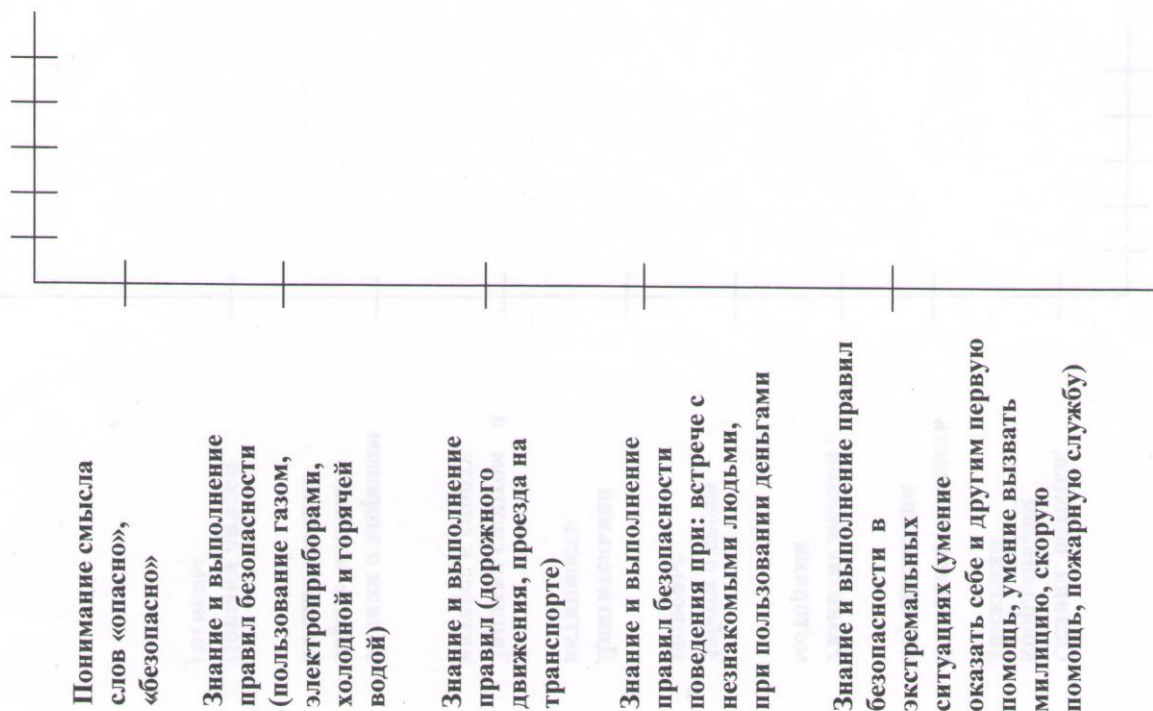 Понимание смысла
слов «опасно»,
«безопасно»
Знание и выполнение
правил безопасности
(пользование газом,
электроприборами,
холодной и горячей
водой)
Знание и выполнение
правил (дорожного
движения, проезда на
транспорте)
Знание и выполнение
правил безопасности
поведения при: встрече с
незнакомыми людьми,
при пользовании деньгами
Знание и выполнение правил
безопасности в
экстремальных
ситуациях (умение
оказать себе и другим первую
помощь, умение вызвать
милицию, скорую
помощь, пожарную службу)